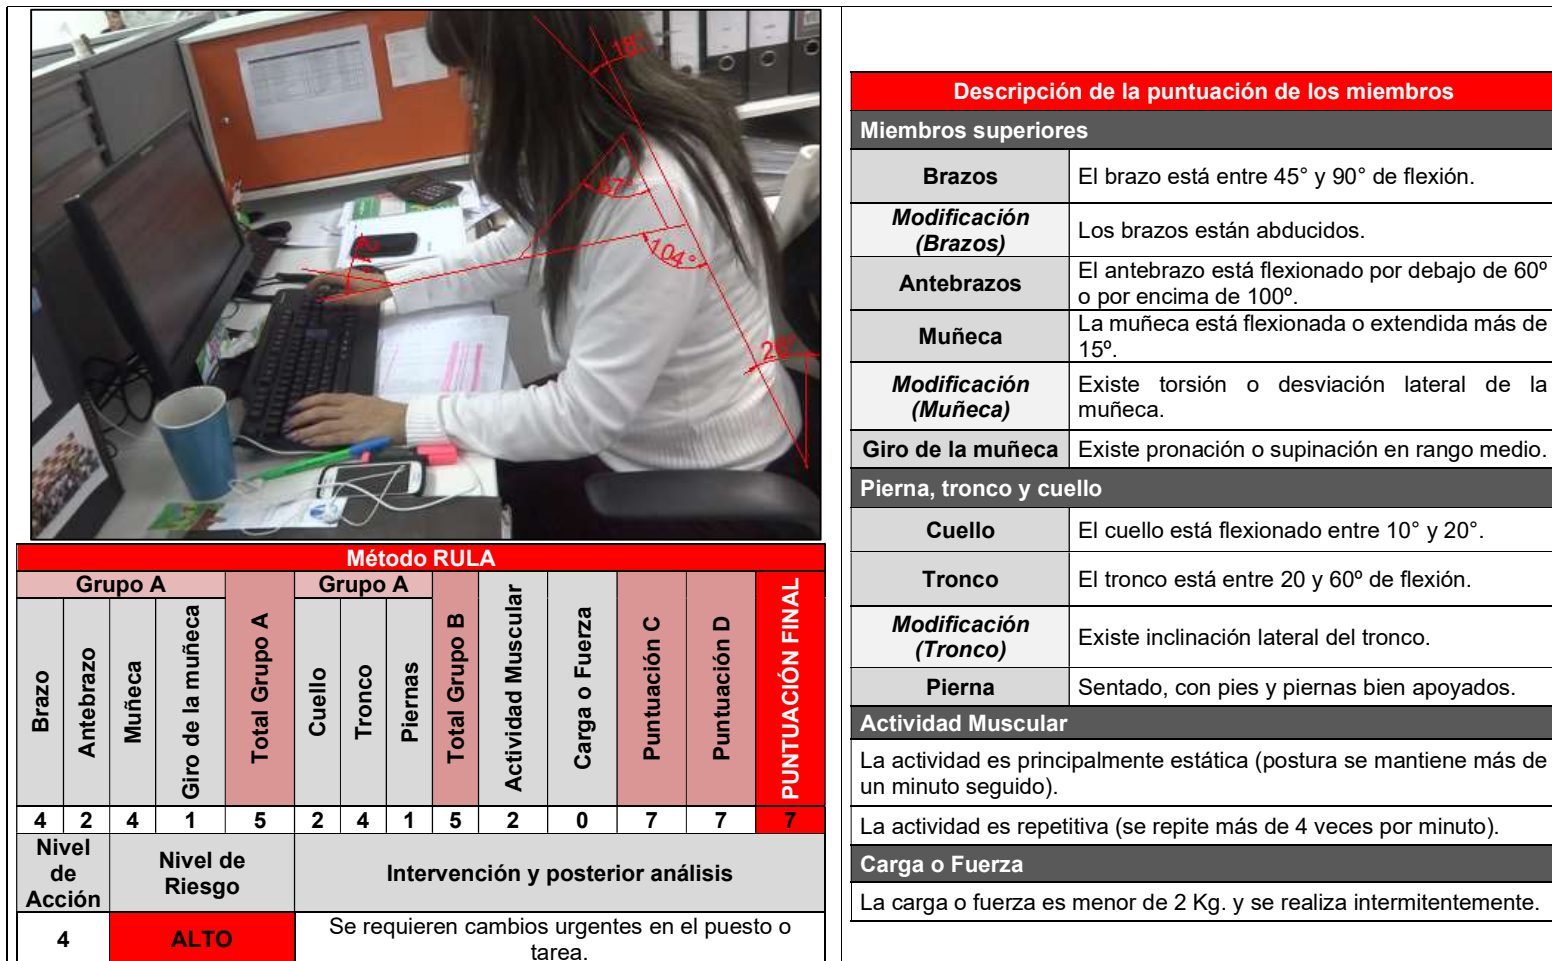 18°
67°
104°
21°
26°
Método RULA
Grupo A
Grupo A
Brazo
Antebrazo
Muñeca
Giro de la muñeca
Total Grupo A
Cuello
Tronco
Piernas
Total Grupo B
Actividad Muscular
Carga o Fuerza
Puntuación C
Puntuación D
PUNTUACIÓN FINAL
4 2 4 1 5 2 4 1 5 2 0 7 7 7
Nivel
de
Acción
Nivel de
Riesgo
Intervención y posterior análisis
4
ALTO
Se requieren cambios urgentes en el puesto o
tarea.
Descripción de la puntuación de los miembros
Miembros superiores
Brazos
El brazo está entre 45° y 90° de flexión.
Modificación
(Brazos)
Los brazos están abducidos.
Antebrazos
El antebrazo está flexionado por debajo de 60º
o por encima de 100º.
Muñeca
La muñeca está flexionada o extendida más de
15º.
Modificación
(Muñeca)
Existe torsión o desviación lateral de la
muñeca.
Giro de la muñeca
Existe pronación o supinación en rango medio.
Pierna, tronco y cuello
Cuello
El cuello está flexionado entre 10° y 20°.
Tronco
El tronco está entre 20 y 60º de flexión.
Modificación
(Tronco)
Existe inclinación lateral del tronco.
Pierna
Sentado, con pies y piernas bien apoyados.
Actividad Muscular
La actividad es principalmente estática (postura se mantiene más de
un minuto seguido).
La actividad es repetitiva (se repite más de 4 veces por minuto).
Carga o Fuerza
La carga o fuerza es menor de 2 Kg. y se realiza intermitentemente.